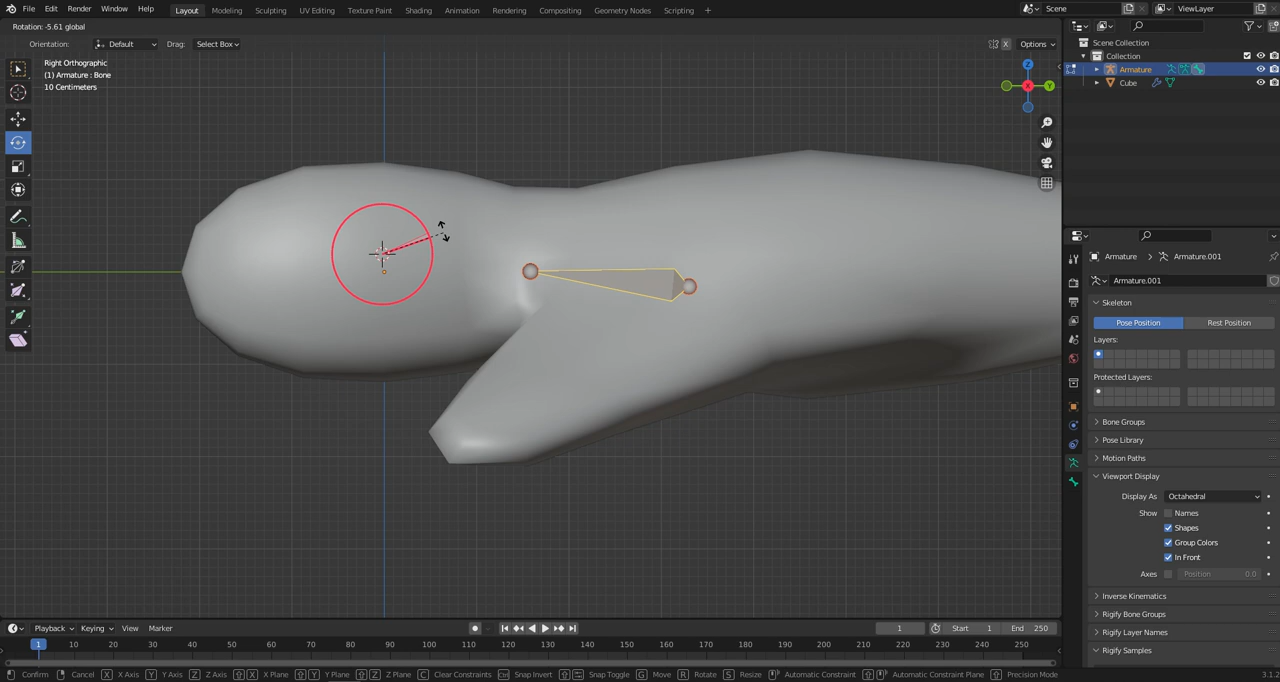 File Edit Render Window Help Layout Modeling Sculpting UV Editing Texture Paint Shading Animation Rendering Compositing Geometry Nodes Scripting + Scene ViewLayer
Rotation: -5.61 global
Orientation: Default Drag: Select Box X Options
Right Orthographic
(1) Armature : Bone
10 Centimeters
Z
Y
X
Scene Collection
Collection
Armature
Cube
Armature Armature.001
Armature.001
Skeleton
Pose Position Rest Position
Layers:
Protected Layers:
Bone Groups
Pose Library
Motion Paths
Viewport Display
Display As Octahedral
Show Names
Shapes
Group Colors
In Front
Axes Position 0.0
Inverse Kinematics
Rigify Bone Groups
Rigify Layer Names
Rigify Samples
Playback Keying View Marker 1 Start 1 End 250
1 10 20 30 40 50 60 70 80 90 100 110 120 130 140 150 160 170 180 190 200 210 220 230 240 250
Confirm Cancel X X Axis Y Y Axis Z Z Axis X X Plane Y Y Plane Z Z Plane C Clear Constraints Snap Invert Snap Toggle G Move R Rotate S Resize Automatic Constraint Automatic Constraint Plane Precision Mode 3.1.2